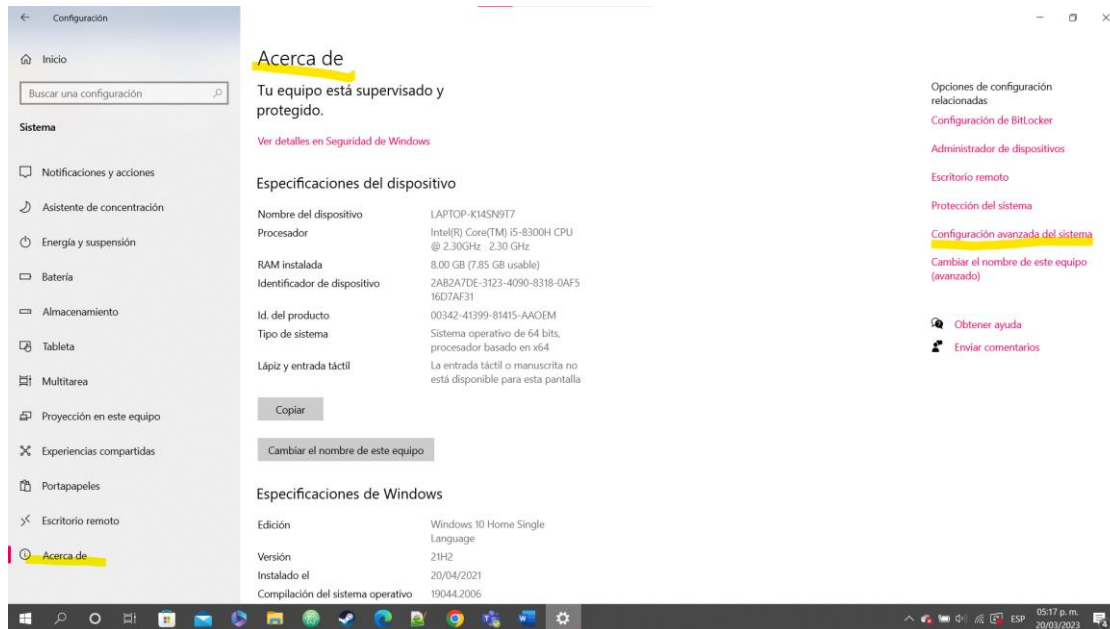 Configuración
Inicio
Buscar una configuración
Sistema
Notificaciones y acciones
Asistente de concentración
Energía y suspensión
Batería
Almacenamiento
Tableta
Multitarea
Proyección en este equipo
Experiencias compartidas
Portapapeles
Escritorio remoto
Acerca de
Acerca de
Tu equipo está supervisado y
protegido.
Ver detalles en Seguridad de Windows
Especificaciones del dispositivo
Nombre del dispositivo LAPTOP-K14SN9T7
Procesador Intel(R) Core(TM) i5-8300H CPU
@ 2.30GHz 2.30 GHz
RAM instalada 8.00 GB (7.85 GB usable)
Identificador de dispositivo 2AB2A7DE-3123-4090-8318-0AF5
16D7AF31
Id. del producto 00342-41399-81415-AAOEM
Tipo de sistema Sistema operativo de 64 bits,
procesador basado en x64
Lápiz y entrada táctil La entrada táctil o manuscrita no
está disponible para esta pantalla
Copiar
Cambiar el nombre de este equipo
Especificaciones de Windows
Edición Windows 10 Home Single
Language
Versión 21H2
Instalado el 20/04/2021
Compilación del sistema operativo 19044.2006
Opciones de configuración
relacionadas
Configuración de BitLocker
Administrador de dispositivos
Escritorio remoto
Protección del sistema
Configuración avanzada del sistema
Cambiar el nombre de este equipo
(avanzado)
Obtener ayuda
Enviar comentarios
ESP
05:17 p. m.
20/03/2023